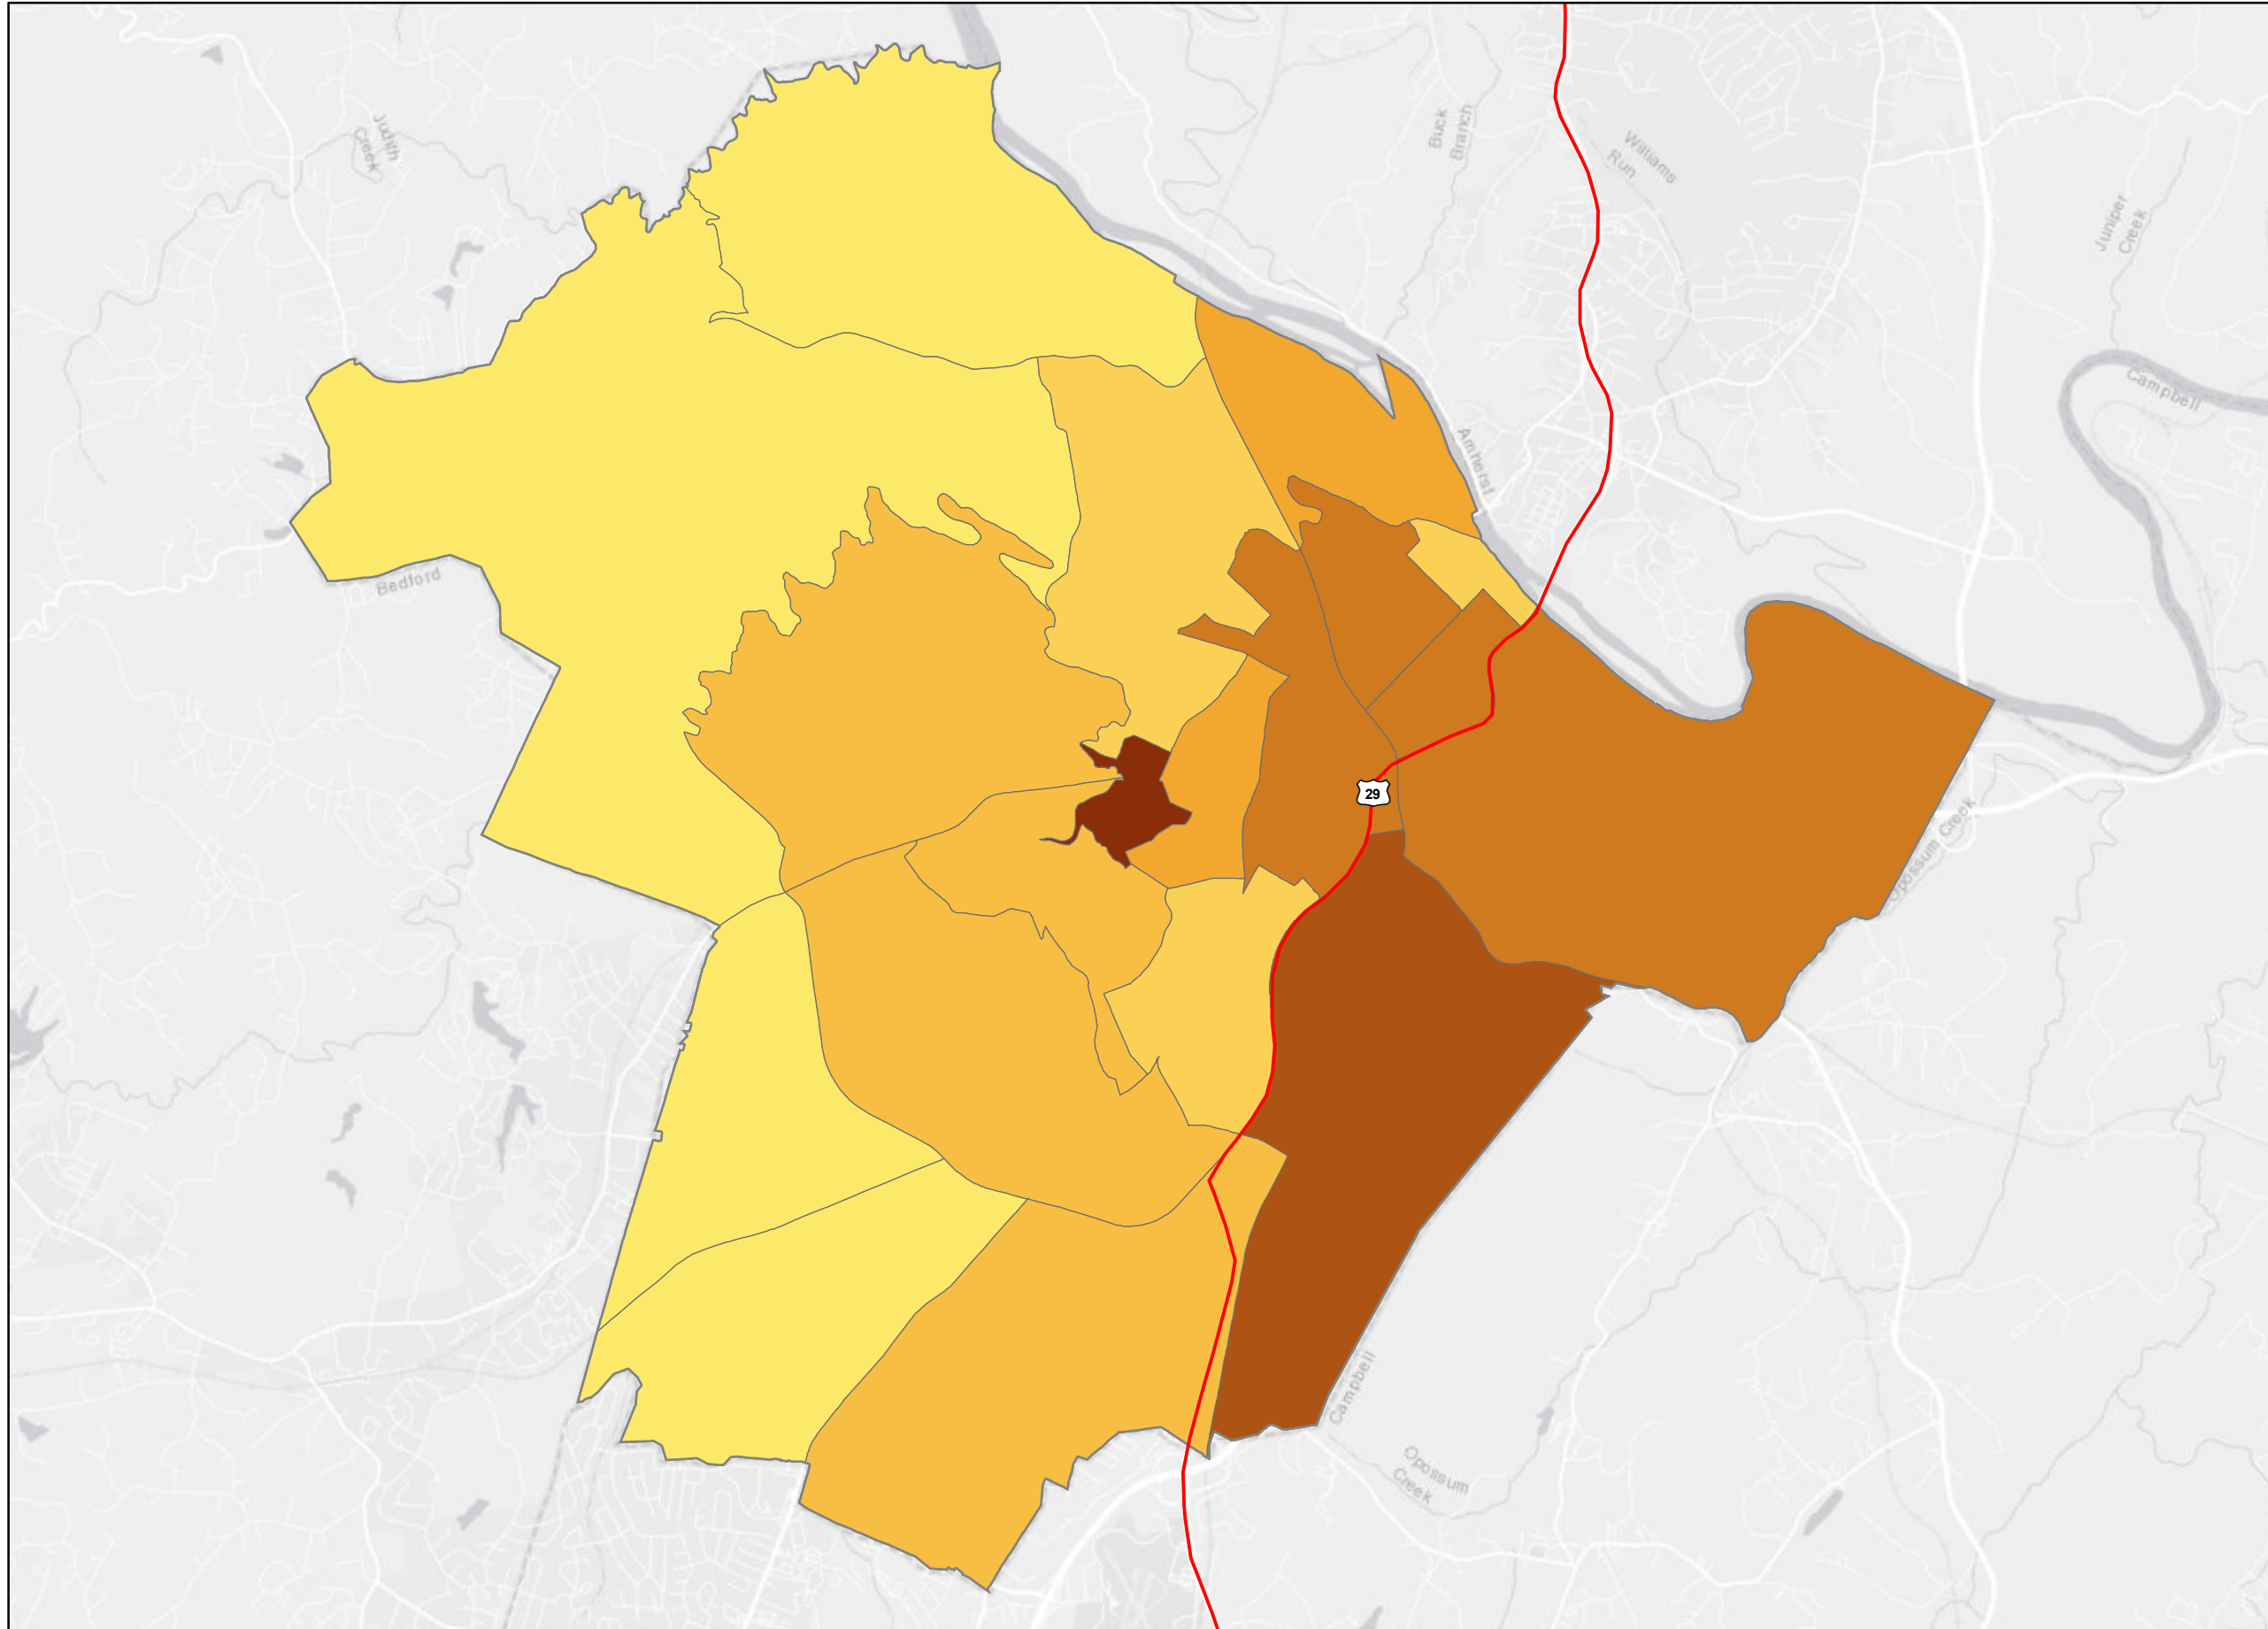 Judith
Creek
Buck
Branch
Williams
Run
Juniper
Creek
Campbell
Amherst
Bedford
29
Opossum Creek
Campbell
Opossum
Creek